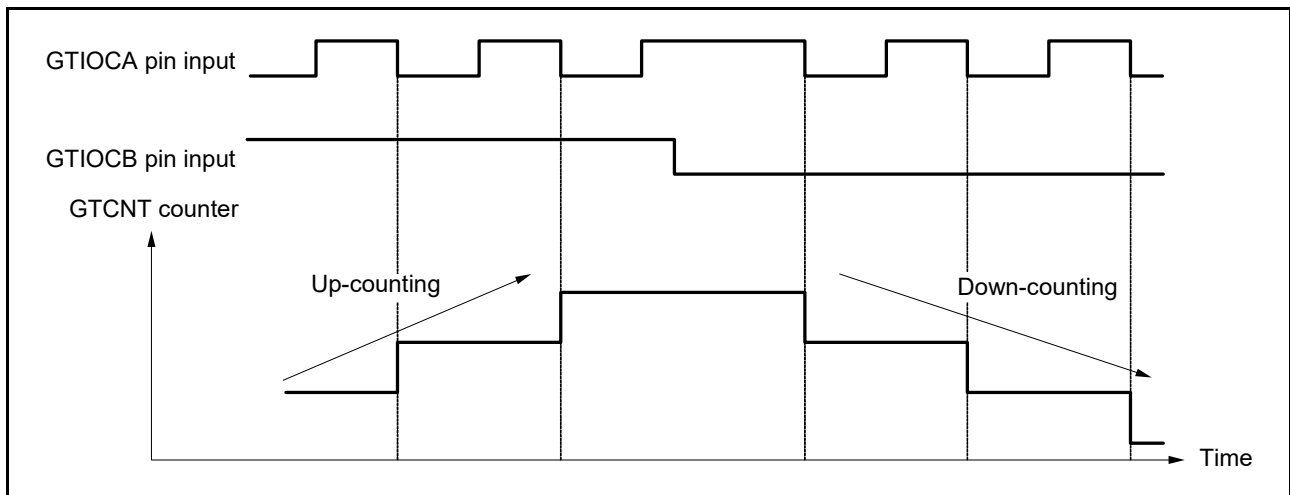 GTIOCA pin input
GTIOCB pin input
GTCNT counter
Up-counting
Down-counting
Time